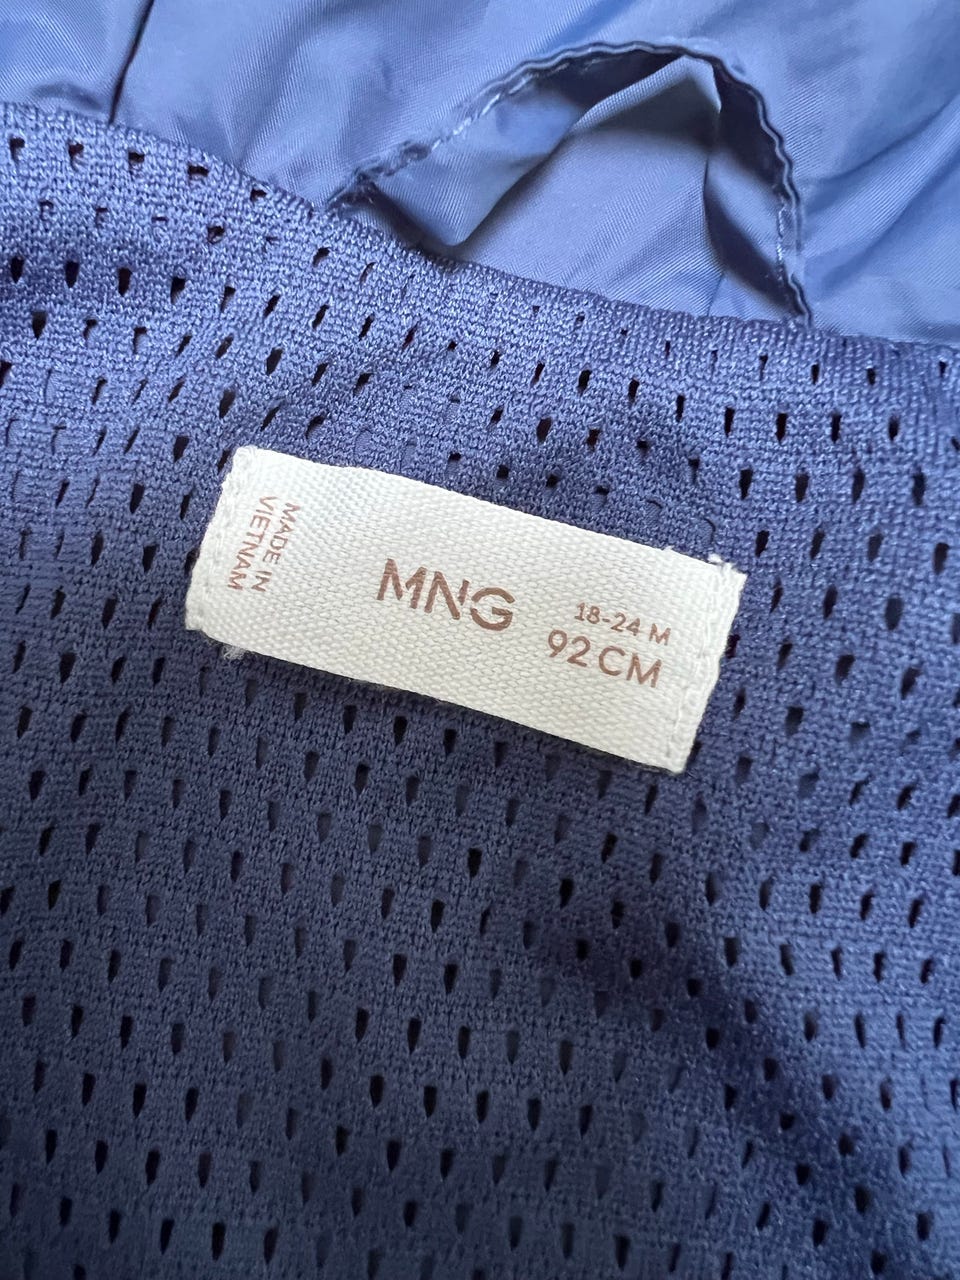 MADE IN
VIETNAM
MNG
18-24 M
92 CM